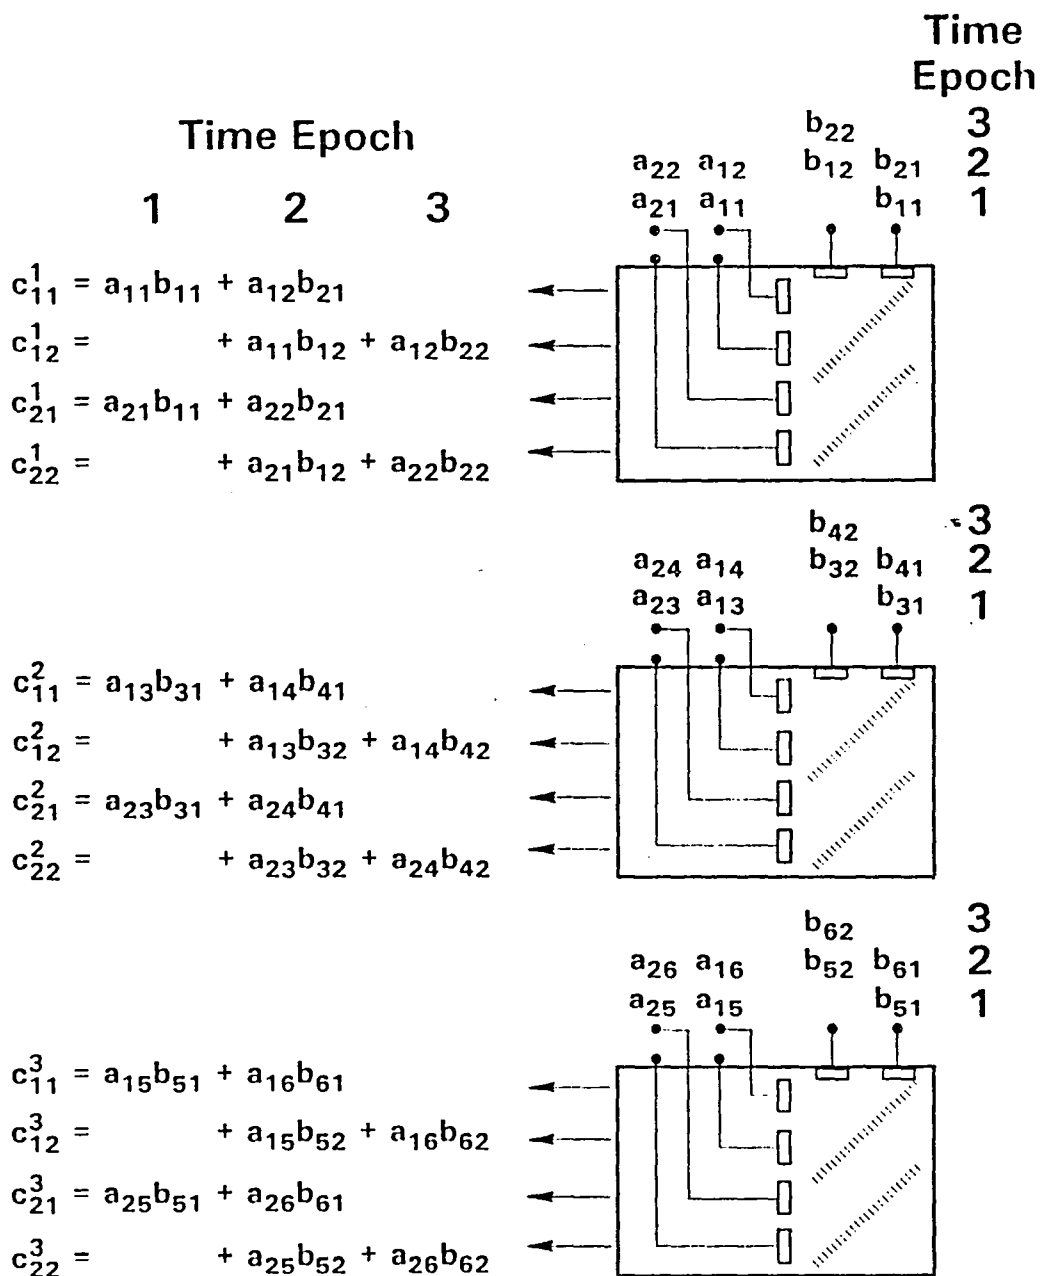 Time
Epoch
Time Epoch
1 2 3
b₂₂ 3
a₂₂ a₁₂ b₁₂ b₂₁ 2
a₂₁ a₁₁ b₁₁ 1
c¹₁₁ = a₁₁b₁₁ + a₁₂b₂₁
c¹₁₂ = + a₁₁b₁₂ + a₁₂b₂₂
c¹₂₁ = a₂₁b₁₁ + a₂₂b₂₁
c¹₂₂ = + a₂₁b₁₂ + a₂₂b₂₂
b₄₂ 3
a₂₄ a₁₄ b₃₂ b₄₁ 2
a₂₃ a₁₃ b₃₁ 1
c²₁₁ = a₁₃b₃₁ + a₁₄b₄₁
c²₁₂ = + a₁₃b₃₂ + a₁₄b₄₂
c²₂₁ = a₂₃b₃₁ + a₂₄b₄₁
c²₂₂ = + a₂₃b₃₂ + a₂₄b₄₂
b₆₂ 3
a₂₆ a₁₆ b₅₂ b₆₁ 2
a₂₅ a₁₅ b₅₁ 1
c³₁₁ = a₁₅b₅₁ + a₁₆b₆₁
c³₁₂ = + a₁₅b₅₂ + a₁₆b₆₂
c³₂₁ = a₂₅b₅₁ + a₂₆b₆₁
c³₂₂ = + a₂₅b₅₂ + a₂₆b₆₂